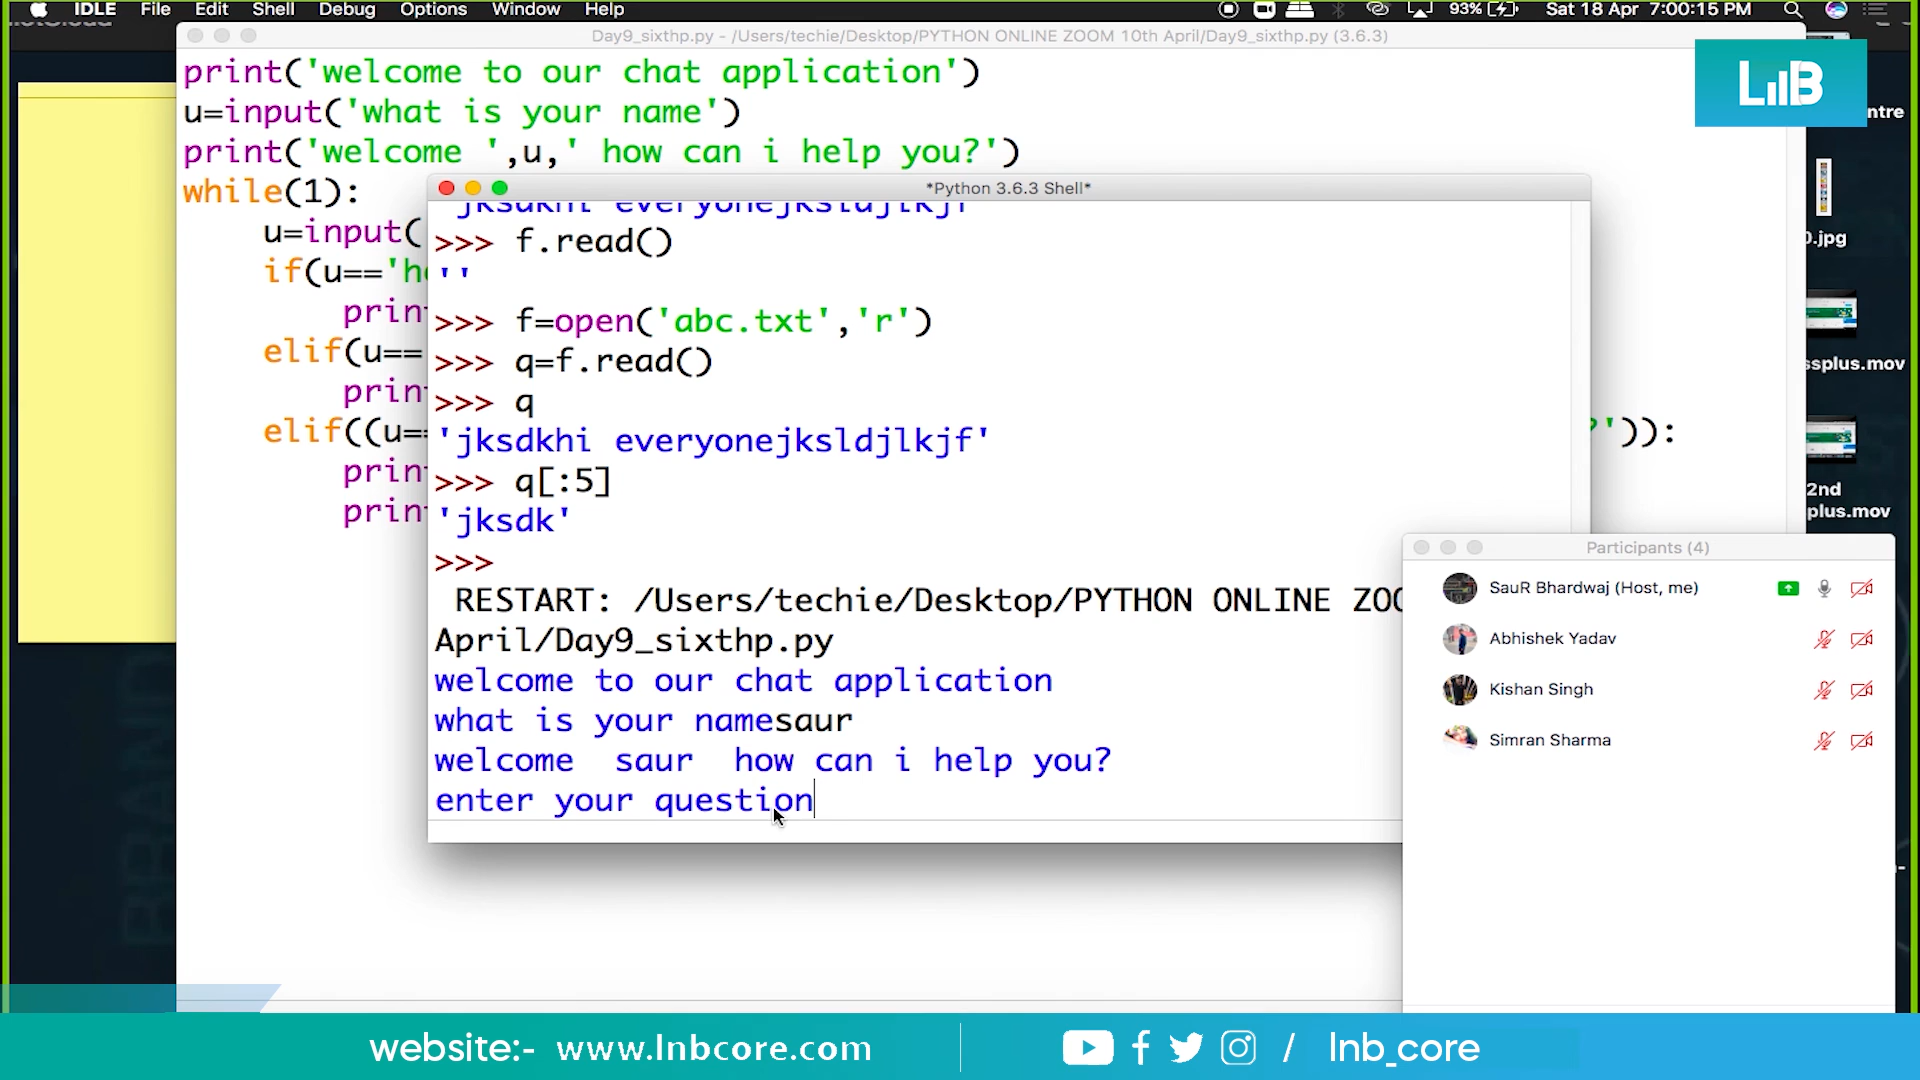 IDLE File Edit Shell Debug Options Window Help 93% Sat 18 Apr 7:00:15 PM
Day9_sixthp.py - /Users/techie/Desktop/PYTHON ONLINE ZOOM 10th April/Day9_sixthp.py (3.6.3)
print('welcome to our chat application')
u=input('what is your name')
print('welcome ',u,' how can i help you?')
while(1):
u=input(
if(u=='he
prin
elif(u==
prin
elif((u== ?')):
prin
prin
LNB
ntre
0.jpg
ssplus.mov
2nd
plus.mov
*Python 3.6.3 Shell*
'jksdkhi everyonejksldjlkjf'
>>> f.read()
''
>>> f=open('abc.txt','r')
>>> q=f.read()
>>> q
'jksdkhi everyonejksldjlkjf'
>>> q[:5]
'jksdk'
>>>
RESTART: /Users/techie/Desktop/PYTHON ONLINE ZOO
April/Day9_sixthp.py
welcome to our chat application
what is your namesaur
welcome  saur  how can i help you?
enter your question
Participants (4)
SauR Bhardwaj (Host, me)
Abhishek Yadav
Kishan Singh
Simran Sharma
BRAND
website:- www.lnbcore.com / lnb_core